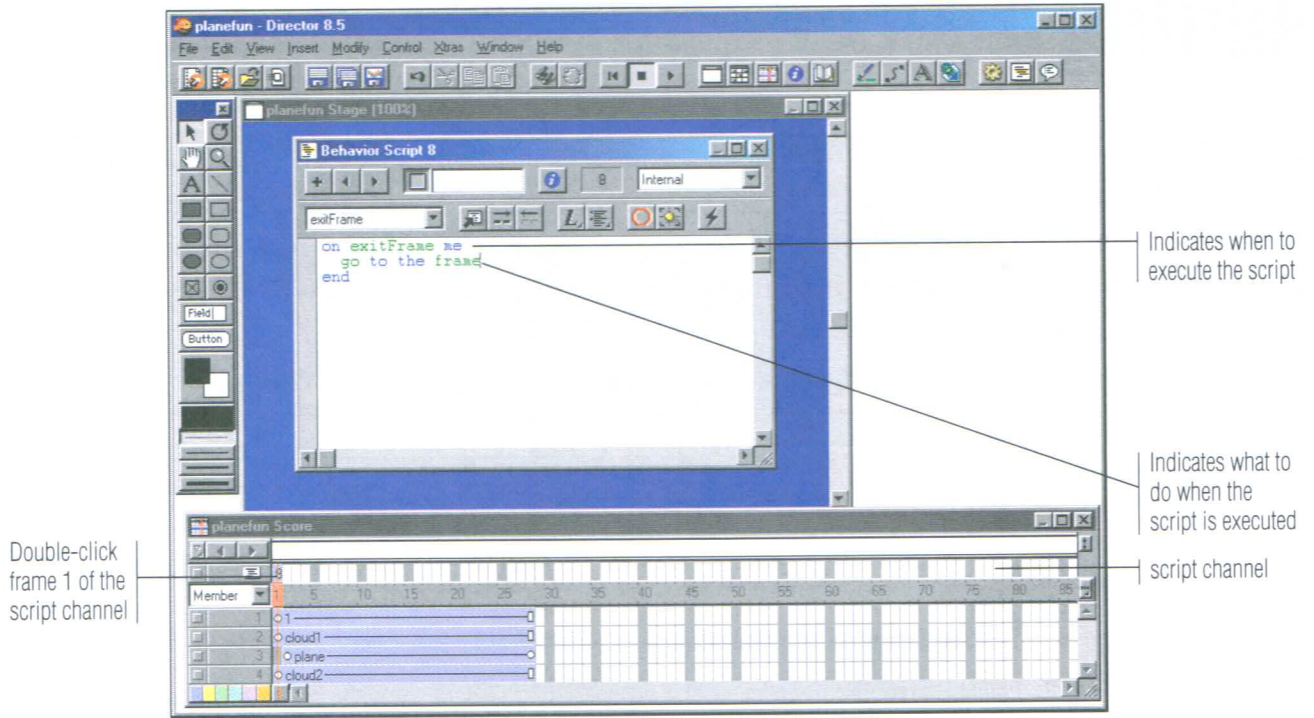 planefun - Director 8.5
File Edit View Insert Modify Control Xtras Window Help
planefun Stage (100%)
Behavior Script 8
8 Internal
exitFrame
L
on exitFrame me
go to the frame
end
A
Field
Button
Indicates when to
execute the script
Indicates what to
do when the
script is executed
planefun Score
Double-click
frame 1 of the
script channel
script channel
8
Member 1 5 10 15 20 25 30 35 40 45 50 55 60 65 70 75 80 85
1 1
2 cloud1
3 plane
4 cloud2